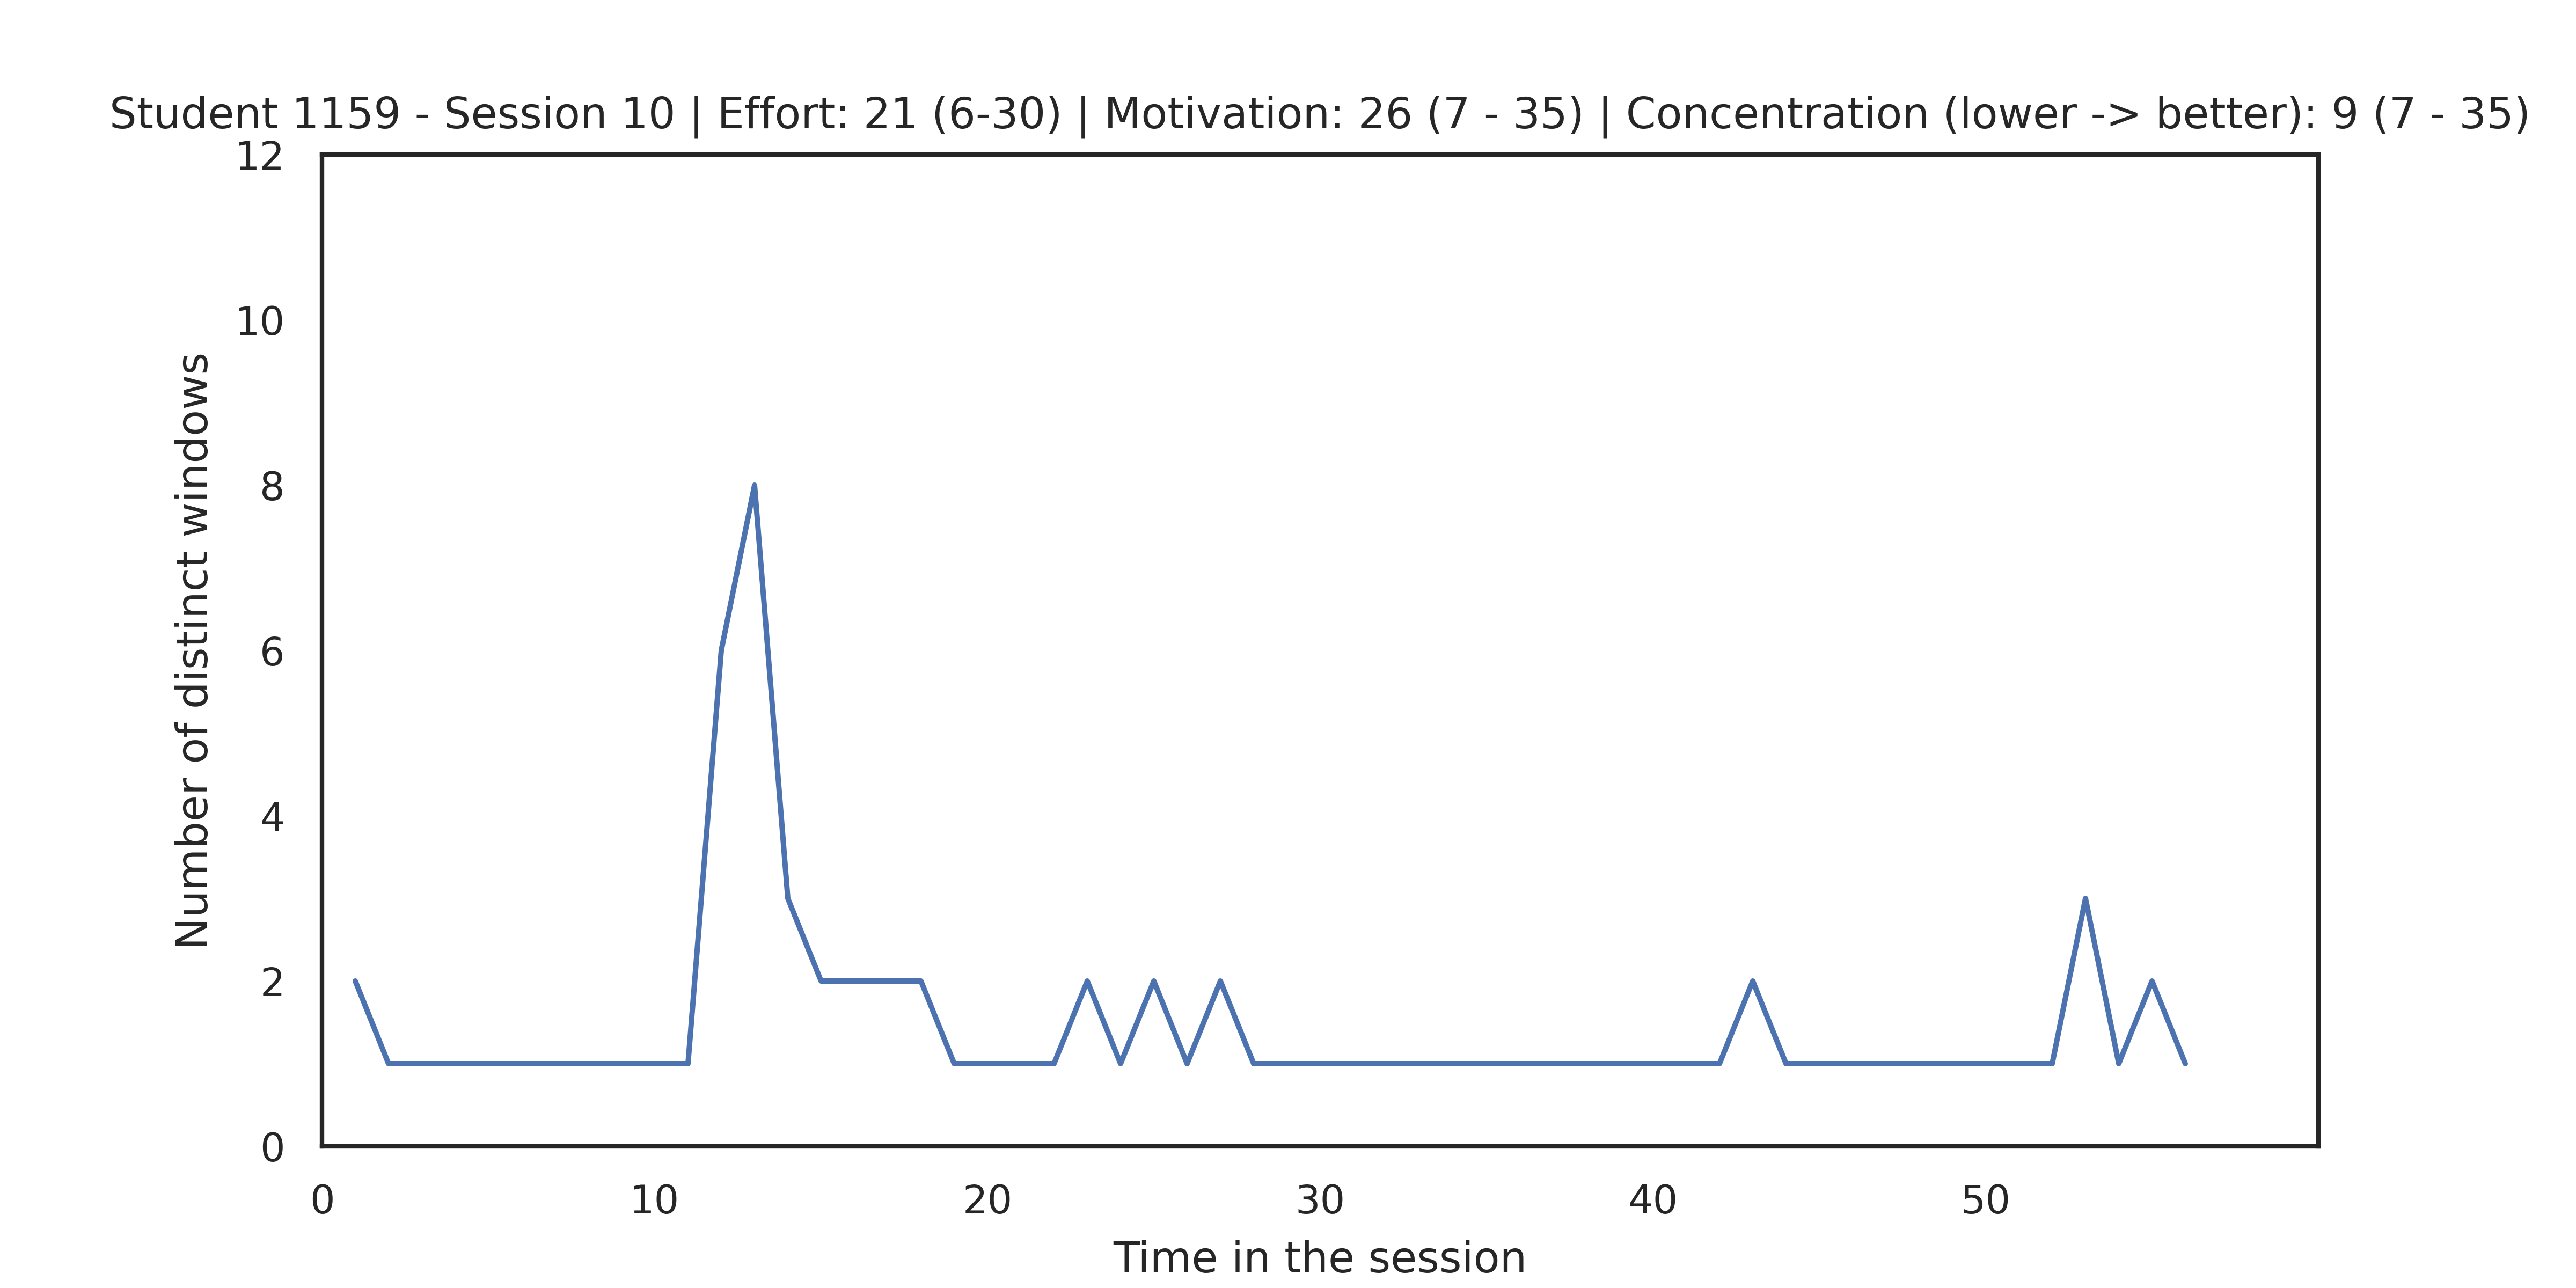 Student 1159 - Session 10 | Effort: 21 (6-30) | Motivation: 26 (7 - 35) | Concentration (lower -> better): 9 (7 - 35)
12
10
8
6
4
2
0
Number of distinct windows
0 10 20 30 40 50
Time in the session